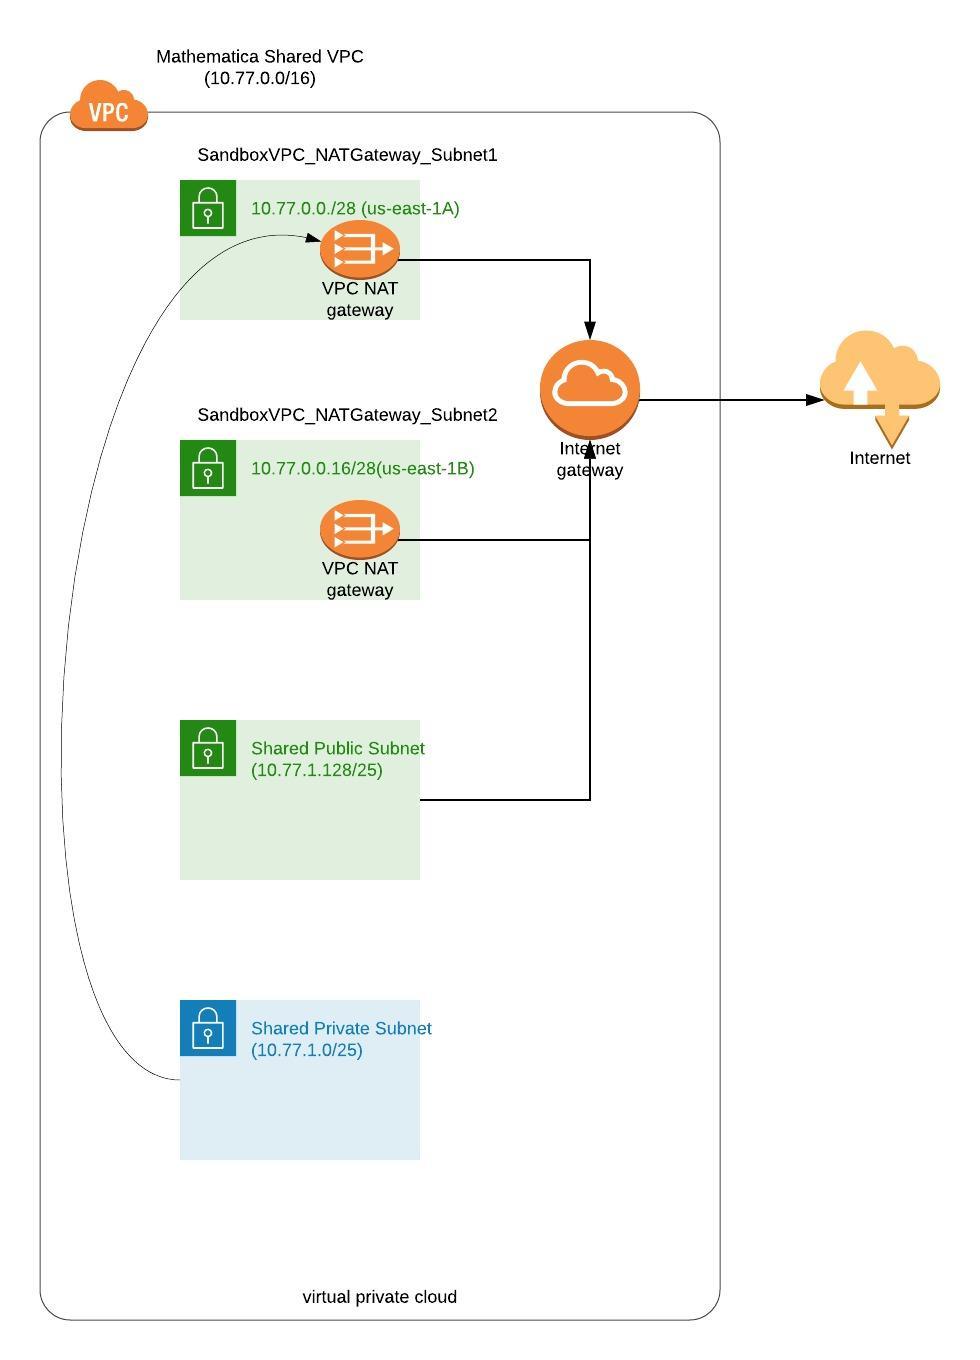 Mathematica Shared VPC
(10.77.0.0/16)
VPC
SandboxVPC_NATGateway_Subnet1
10.77.0.0./28 (us-east-1A)
VPC NAT
gateway
SandboxVPC_NATGateway_Subnet2
10.77.0.0.16/28(us-east-1B)
VPC NAT
gateway
Internet
gateway
Internet
Shared Public Subnet
(10.77.1.128/25)
Shared Private Subnet
(10.77.1.0/25)
virtual private cloud